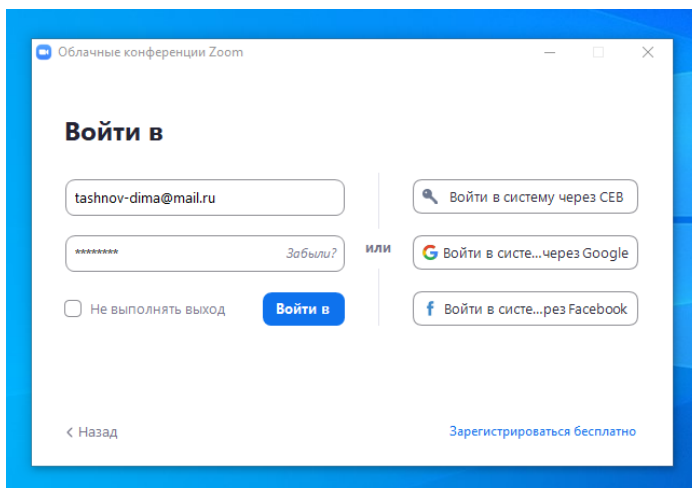 Облачные конференции Zoom
Войти в
tashnov-dima@mail.ru
******** Забыли?
Не выполнять выход
Войти в
или
Войти в систему через СЕВ
Войти в систе...через Google
Войти в систе...рез Facebook
Назад
Зарегистрироваться бесплатно